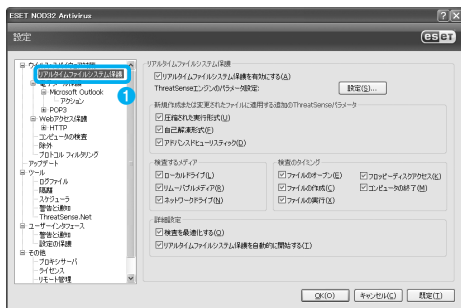 ESET NOD32 Antivirus
設定
eset
ウイルス・スパイウェア対策
リアルタイムファイルシステム保護
電子メール保護
Microsoft Outlook
アクション
POP3
Webアクセス保護
HTTP
コンピュータの検査
除外
プロトコル フィルタリング
アップデート
ツール
ログファイル
隔離
スケジューラ
警告と通知
ThreatSense.Net
ユーザーインタフェース
警告と通知
設定の保護
その他
プロキシサーバ
ライセンス
リモート管理
1
リアルタイムファイルシステム保護
リアルタイムファイルシステム保護を有効にする(A)
ThreatSenseエンジンのパラメータ設定:
設定(S)...
新規作成または変更されたファイルに適用する追加のThreatSenseパラメータ
圧縮された実行形式(U)
自己解凍形式(F)
アドバンスドヒューリスティック(D)
検査するメディア
ローカルドライブ(L)
リムーバブルメディア(R)
ネットワークドライブ(N)
検査のタイミング
ファイルのオープン(E)
ファイルの作成(C)
ファイルの実行(X)
フロッピーディスクアクセス(K)
コンピュータの終了(M)
詳細設定
検査を最適化する(O)
リアルタイムファイルシステム保護を自動的に開始する(T)
OK(O)
キャンセル(C)
既定(T)